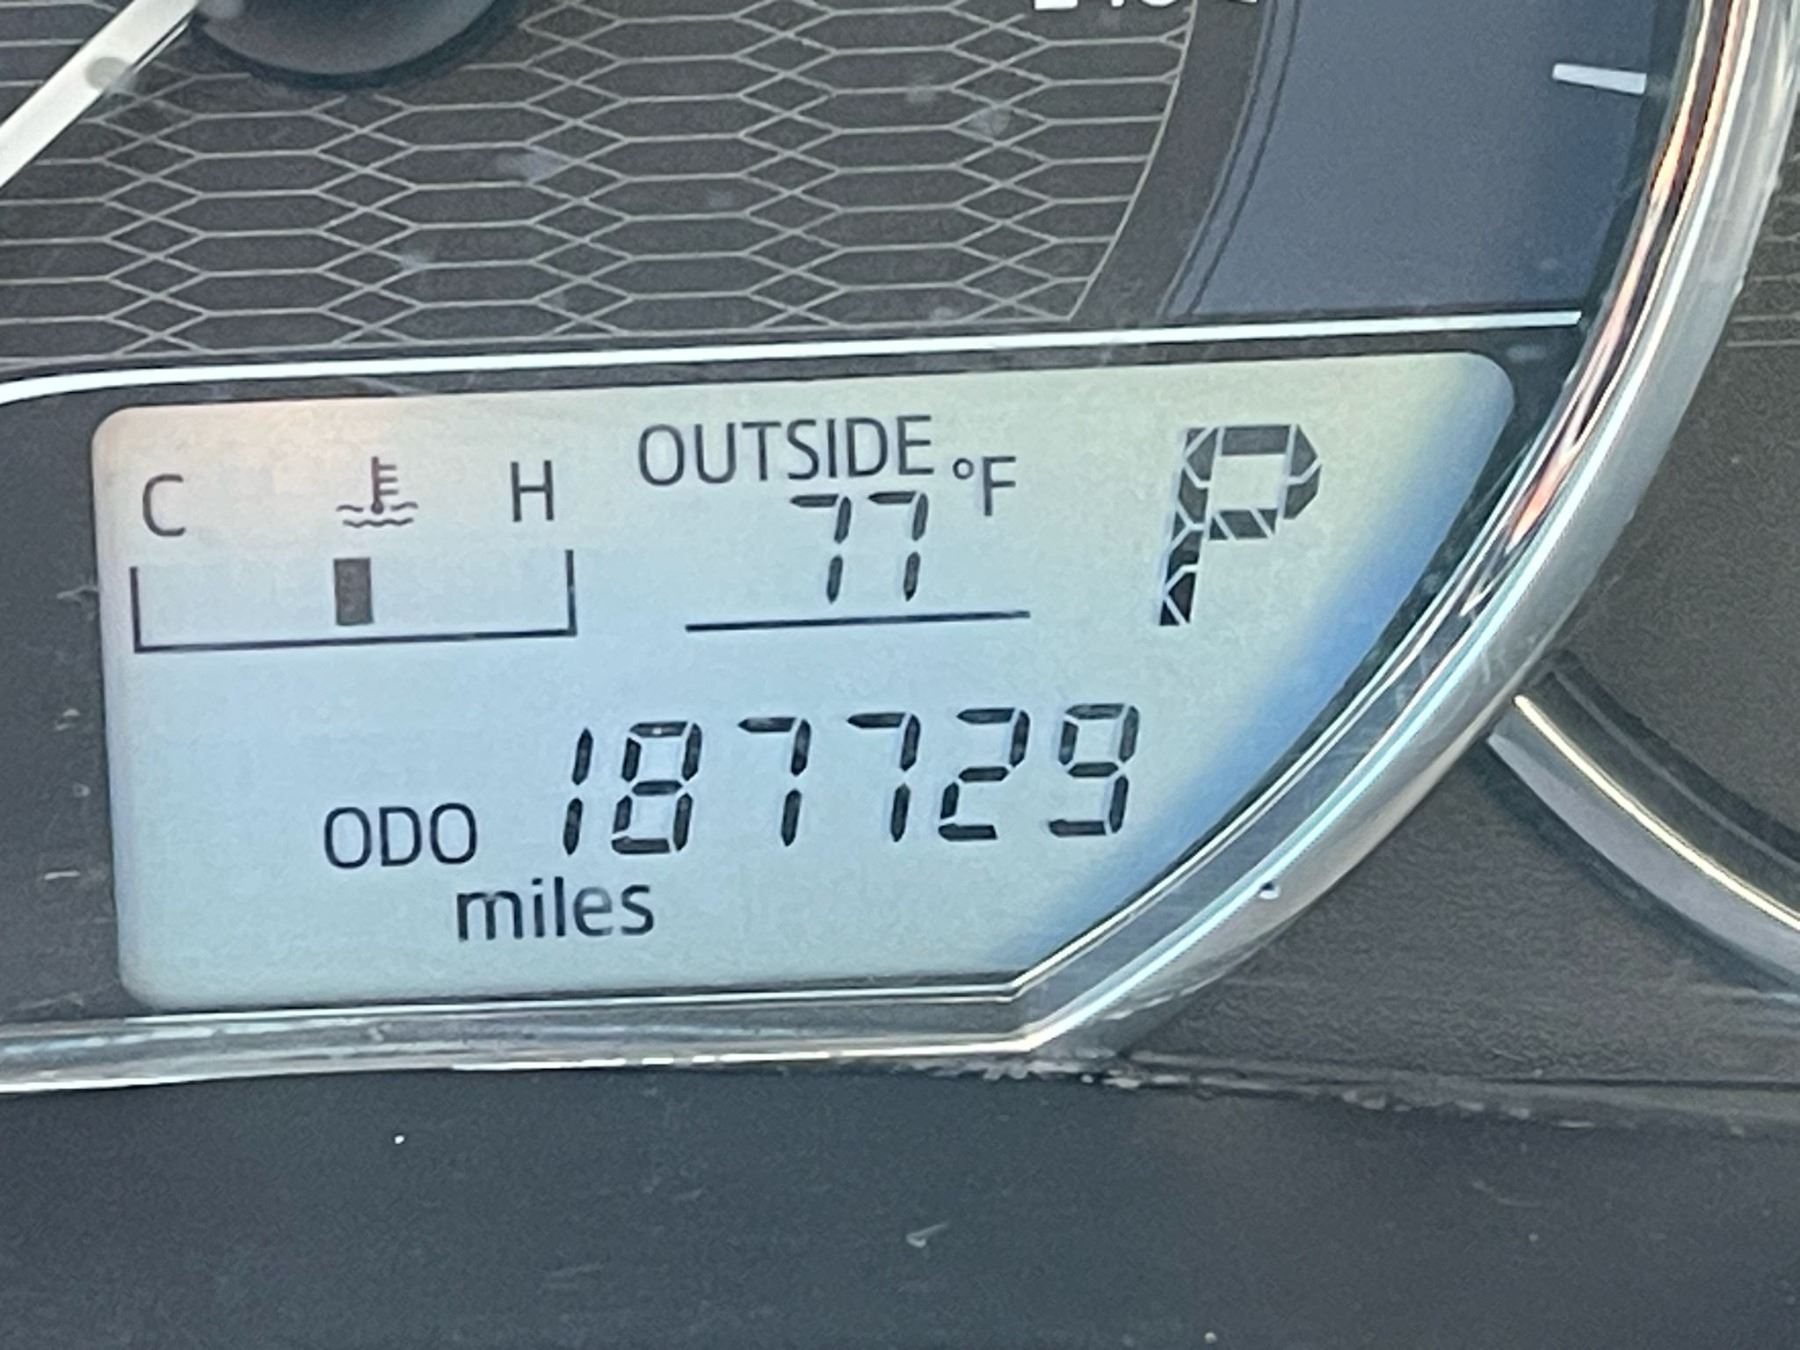 OUTSIDE
C H 77 °F P
ODO 187729
miles